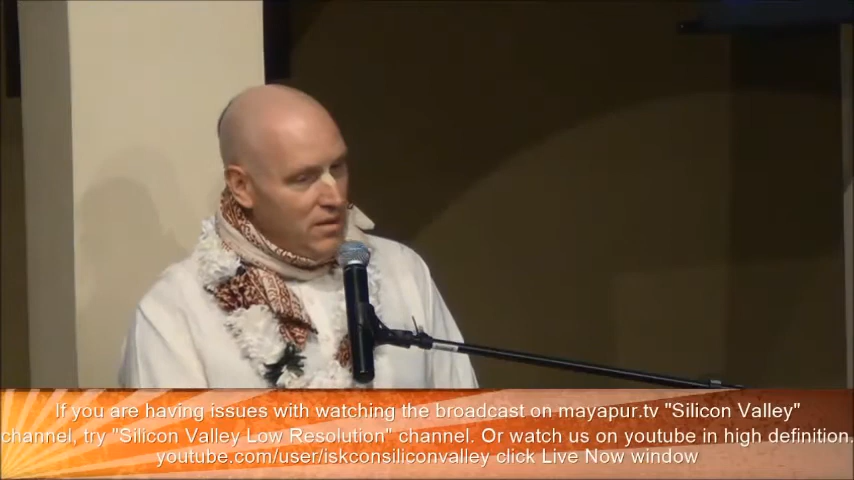 If you are having issues with watching the broadcast on mayapur.tv "Silicon Valley"
channel, try "Silicon Valley Low Resolution" channel. Or watch us on youtube in high definition.
youtube.com/user/iskconsiliconvalley click Live Now window